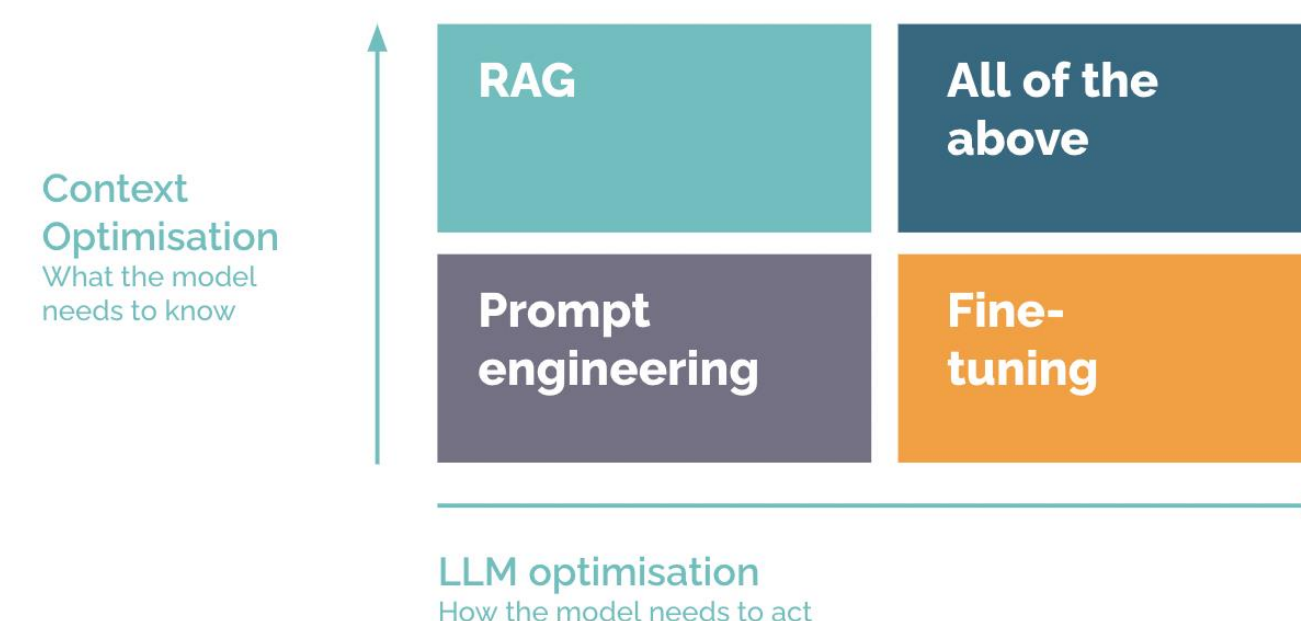 RAG
All of the
above
Context
Optimisation
What the model
needs to know
Prompt
engineering
Fine-
tuning
LLM optimisation
How the model needs to act